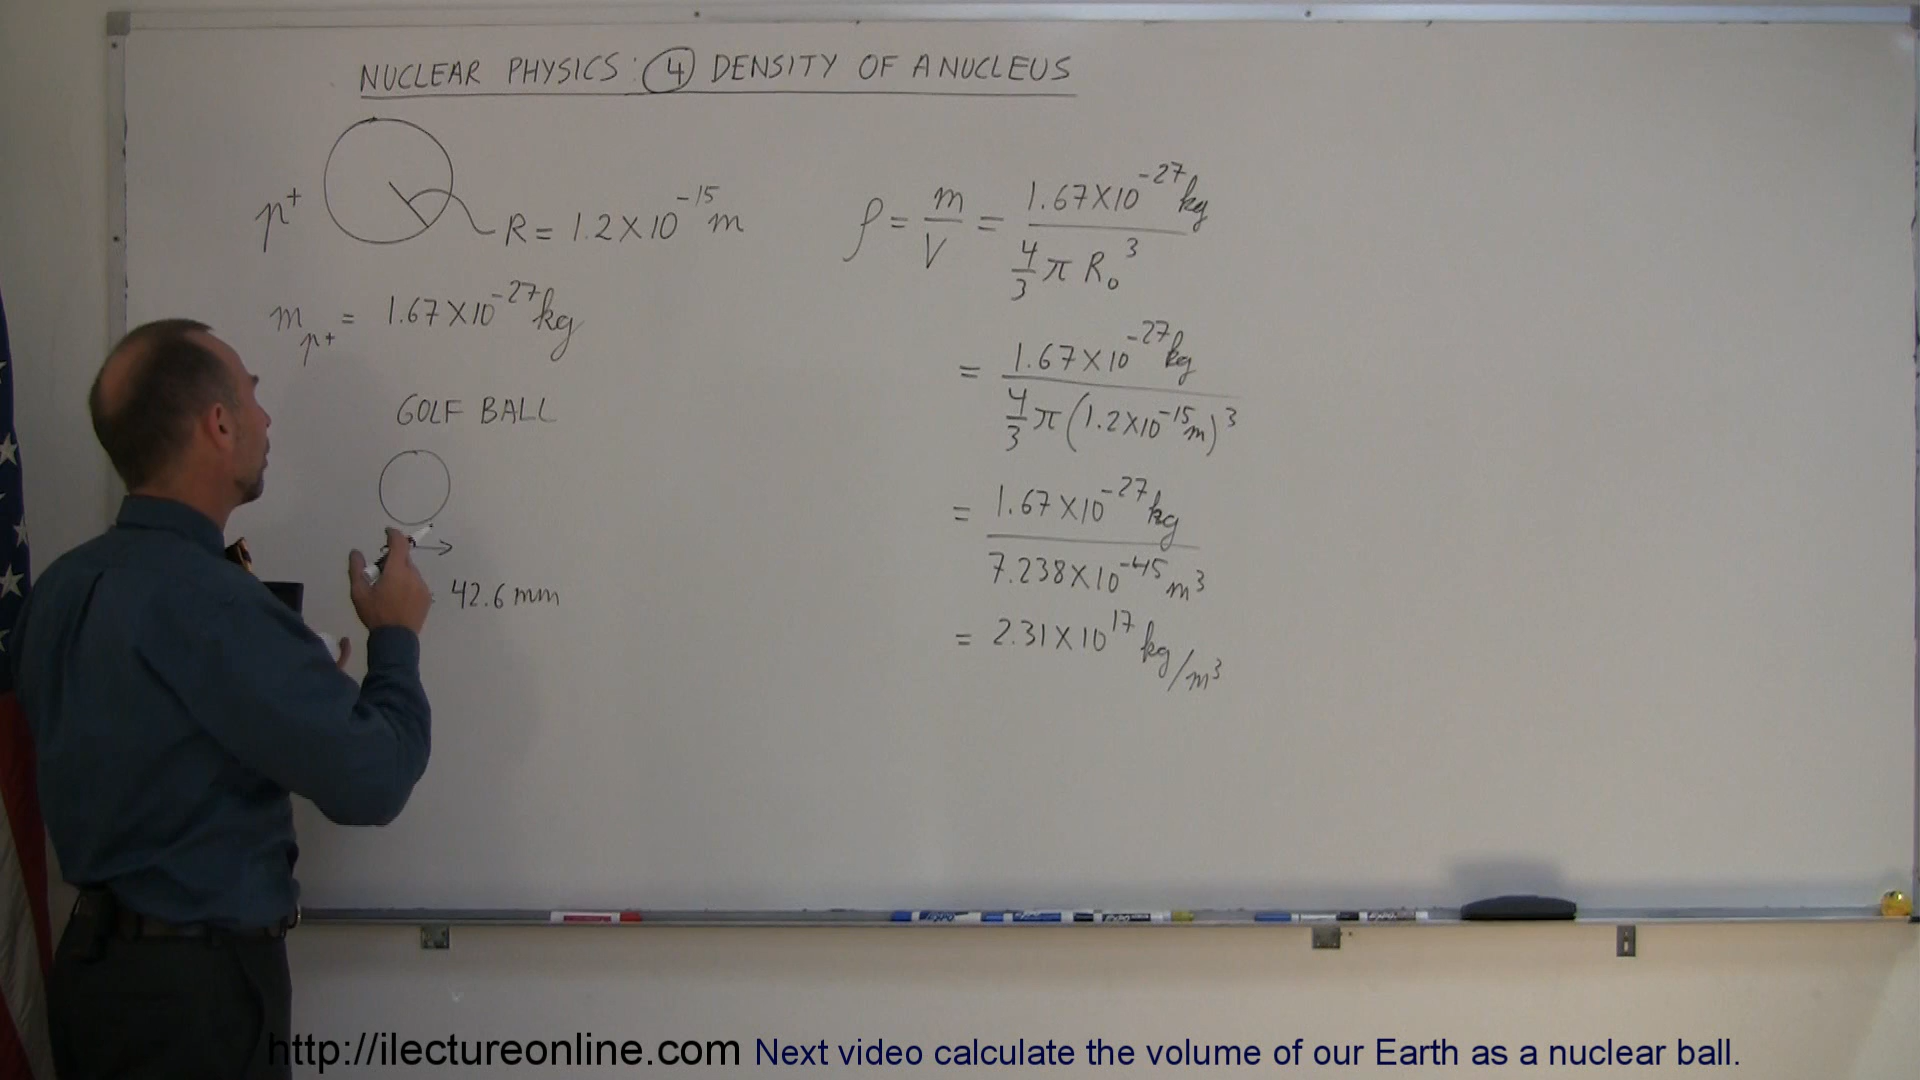 NUCLEAR PHYSICS: ④ DENSITY OF A NUCLEUS
p⁺
R = 1.2 × 10⁻¹⁵ m
m_p⁺ = 1.67 × 10⁻²⁷ kg
GOLF BALL
42.6 mm
ρ = m/V = 1.67 × 10⁻²⁷ kg / (4/3 π R₀³)
= 1.67 × 10⁻²⁷ kg / (4/3 π (1.2 × 10⁻¹⁵ m)³)
= 1.67 × 10⁻²⁷ kg / 7.238 × 10⁻⁴⁵ m³
= 2.31 × 10¹⁷ kg/m³
http://ilectureonline.com Next video calculate the volume of our Earth as a nuclear ball.